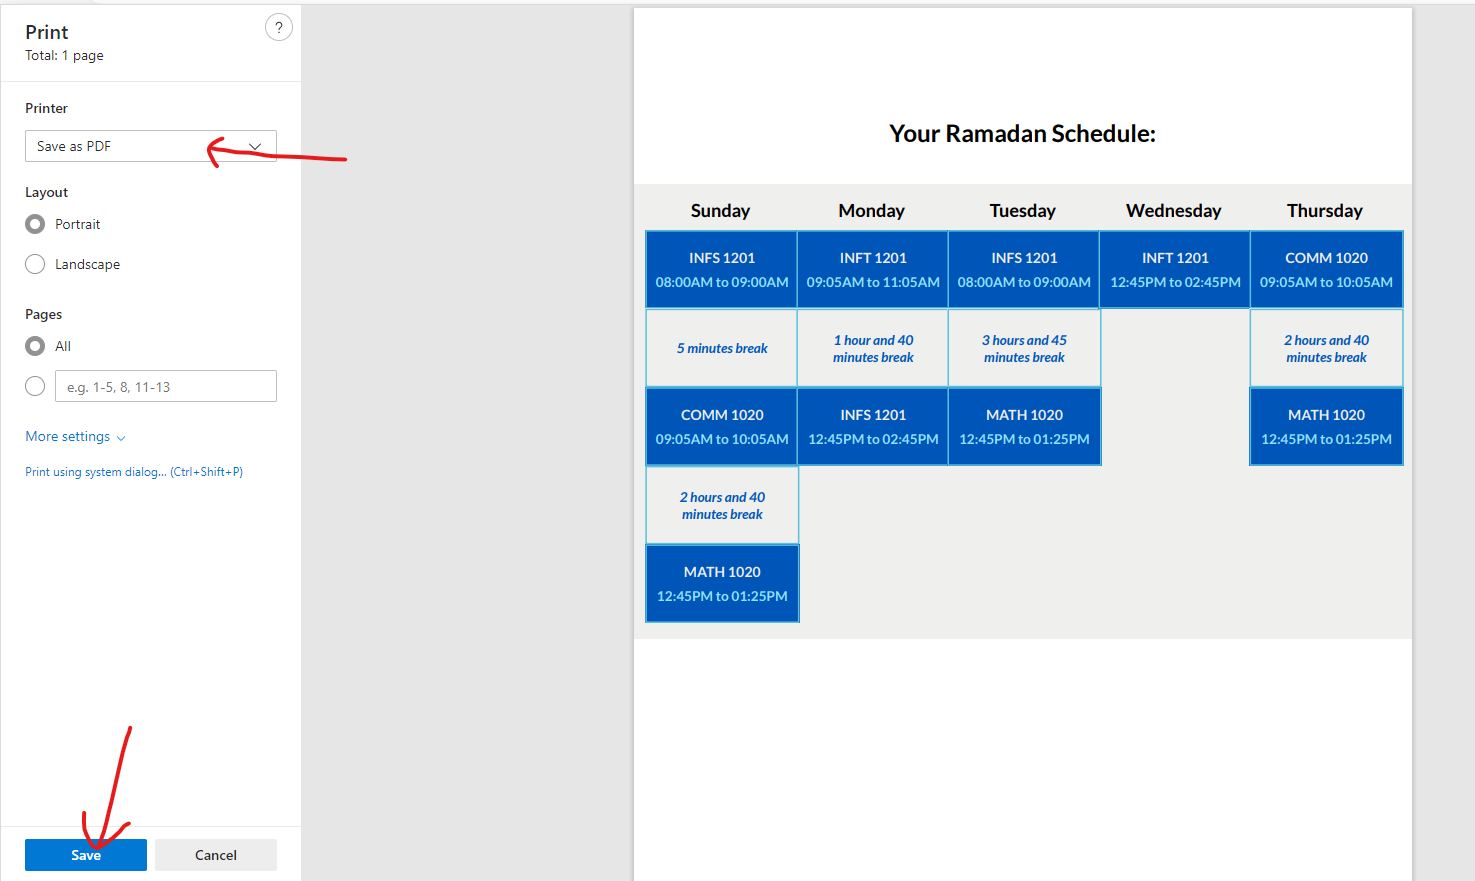 Print
?
Total: 1 page
Printer
Save as PDF
Layout
Portrait
Landscape
Pages
All
e.g. 1-5, 8, 11-13
More settings
Print using system dialog... (Ctrl+Shift+P)
Save
Cancel
Your Ramadan Schedule:
Sunday Monday Tuesday Wednesday Thursday
INFS 1201 INFT 1201 INFS 1201 INFT 1201 COMM 1020
08:00AM to 09:00AM 09:05AM to 11:05AM 08:00AM to 09:00AM 12:45PM to 02:45PM 09:05AM to 10:05AM
5 minutes break
1 hour and 40
minutes break
3 hours and 45
minutes break
2 hours and 40
minutes break
COMM 1020 INFS 1201 MATH 1020 MATH 1020
09:05AM to 10:05AM 12:45PM to 02:45PM 12:45PM to 01:25PM 12:45PM to 01:25PM
2 hours and 40
minutes break
MATH 1020
12:45PM to 01:25PM